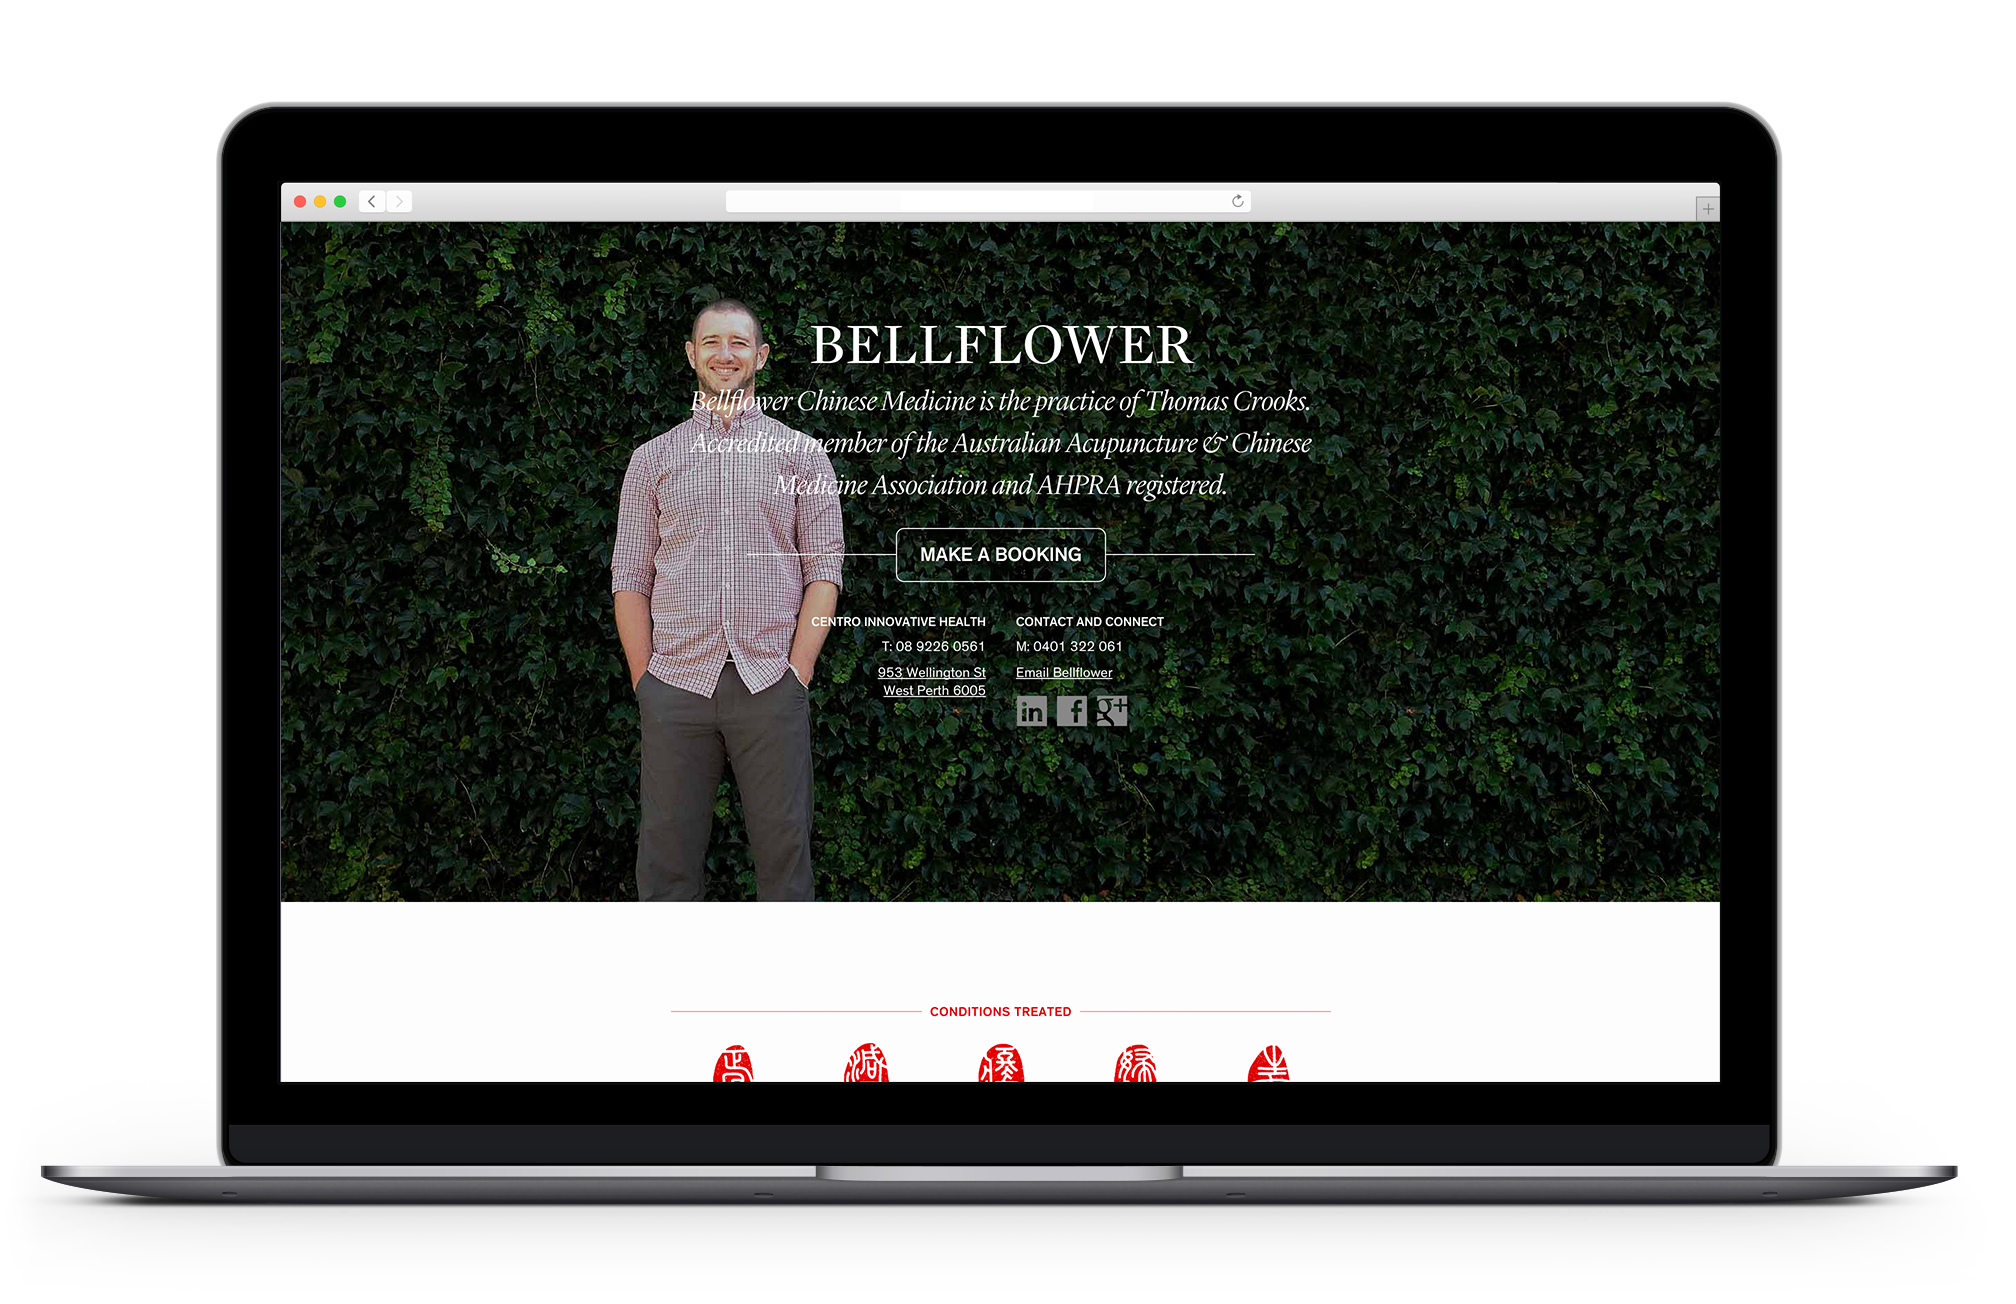 BELLFLOWER
Bellflower Chinese Medicine is the practice of Thomas Crooks.
Accredited member of the Australian Acupuncture & Chinese
Medicine Association and AHPRA registered.
MAKE A BOOKING
CENTRO INNOVATIVE HEALTH
T: 08 9226 0561
953 Wellington St
West Perth 6005
CONTACT AND CONNECT
M: 0401 322 061
Email Bellflower
in f g+
CONDITIONS TREATED